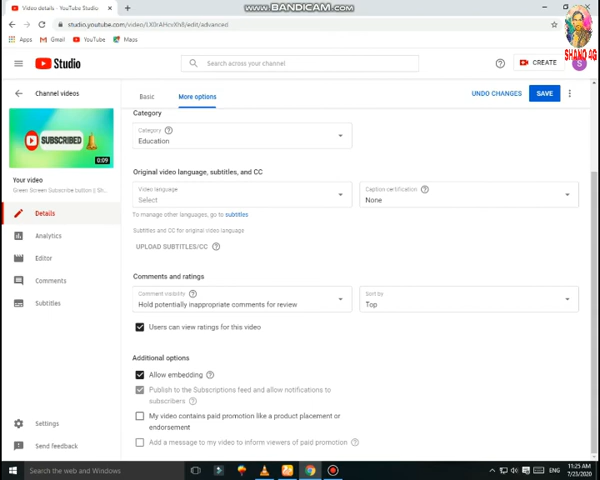 Video details - YouTube Studio
WWW.BANDICAM.COM
studio.youtube.com/video/LX0rAHcvXh8/edit/advanced
Apps Gmail YouTube Maps
SHANO 4G
Studio
Search across your channel
CREATE
S
Channel videos
Basic
More options
UNDO CHANGES
SAVE
Category
Category
Education
SUBSCRIBED
0:09
Your video
Green Screen Subscribe button || Sh...
Original video language, subtitles, and CC
Video language
Select
Caption certification
None
To manage other languages, go to subtitles
Subtitles and CC for original video language
UPLOAD SUBTITLES/CC
Details
Analytics
Editor
Comments
Subtitles
Comments and ratings
Comment visibility
Hold potentially inappropriate comments for review
Sort by
Top
Users can view ratings for this video
Additional options
Allow embedding
Publish to the Subscriptions feed and allow notifications to
subscribers
My video contains paid promotion like a product placement or
endorsement
Add a message to my video to inform viewers of paid promotion
Settings
Send feedback
Search the web and Windows
ENG
11:25 AM
7/23/2020